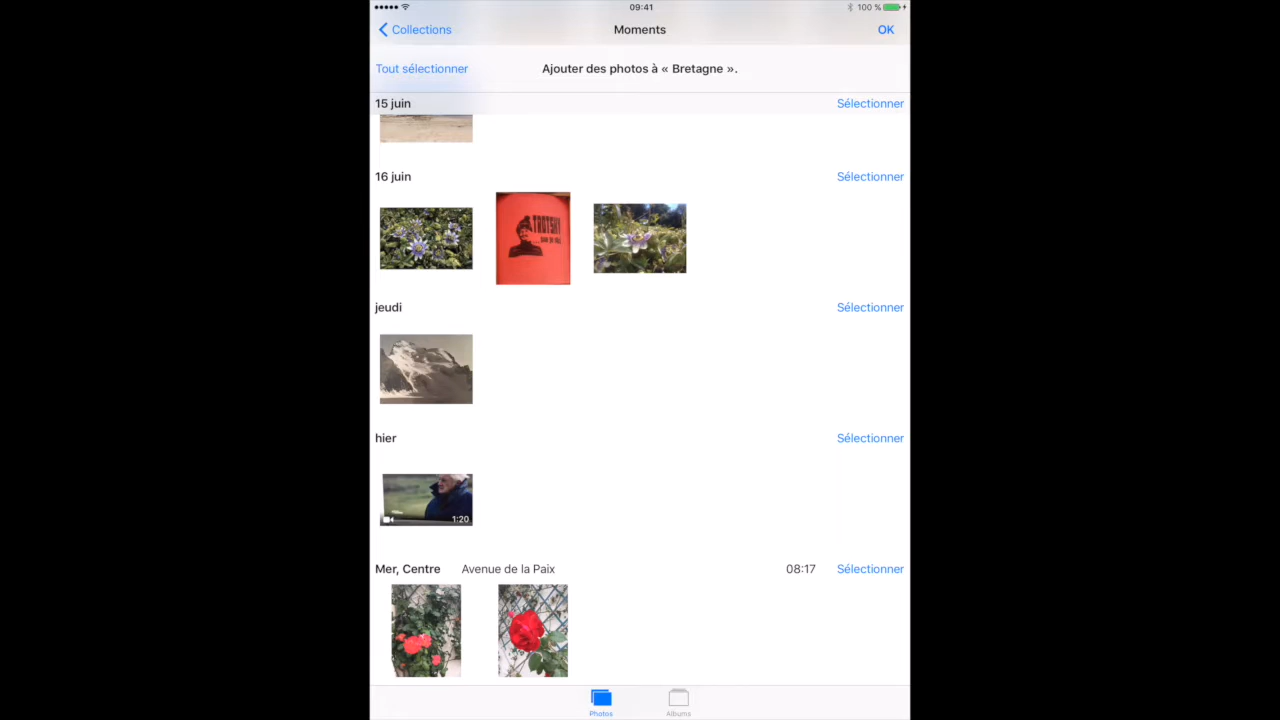 09:41
100 %
Collections
Moments
OK
Tout sélectionner
Ajouter des photos à « Bretagne ».
15 juin
Sélectionner
16 juin
Sélectionner
TROTSKY
jeudi
Sélectionner
hier
Sélectionner
1:20
Mer, Centre
Avenue de la Paix
08:17
Sélectionner
Photos
Albums